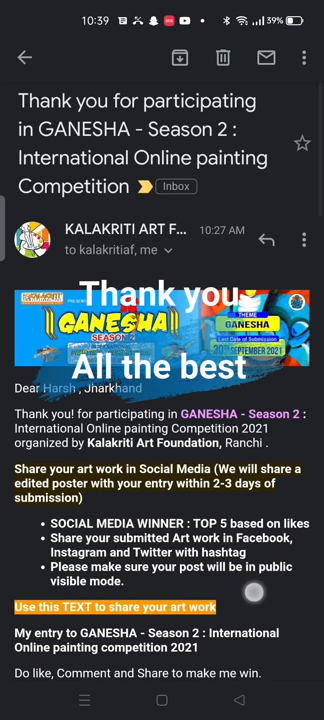 10:39
39%
Thank you for participating
in GANESHA - Season 2 :
International Online painting
Competition Inbox
KALAKRITI ART F... 10:27 AM
to kalakritiaf, me
Thank you
GANESHA
SEASON 2
THEME
GANESHA
Last Date of Submission
30 SEPTEMBER 2021
All the best
Dear Harsh , Jharkhand
Thank you! for participating in GANESHA - Season 2 :
International Online painting Competition 2021
organized by Kalakriti Art Foundation, Ranchi .
Share your art work in Social Media (We will share a
edited poster with your entry within 2-3 days of
submission)
• SOCIAL MEDIA WINNER : TOP 5 based on likes
• Share your submitted Art work in Facebook,
Instagram and Twitter with hashtag
• Please make sure your post will be in public
visible mode.
Use this TEXT to share your art work
My entry to GANESHA - Season 2 : International
Online painting competition 2021
Do like, Comment and Share to make me win.